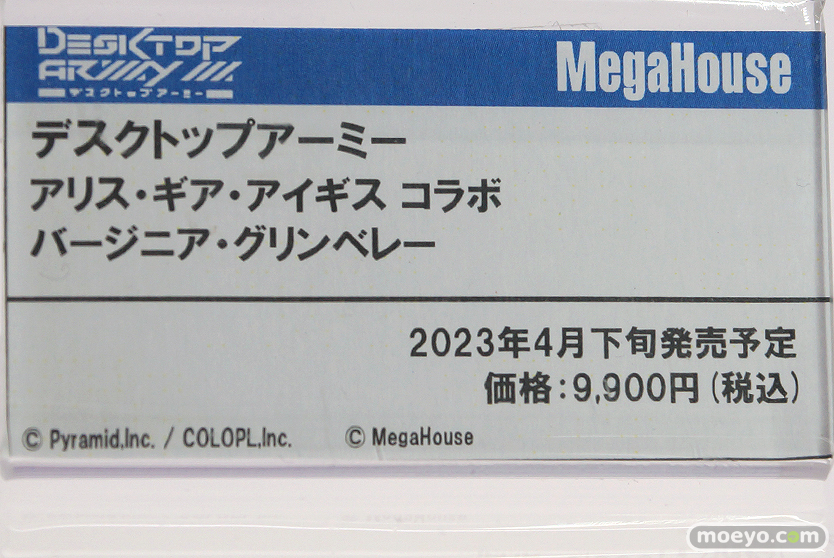 DESKTOP
ARMY
デスクトップアーミー
MegaHouse
デスクトップアーミー
アリス・ギア・アイギス コラボ
バージニア・グリンベレー
2023年4月下旬発売予定
価格:9,900円(税込)
© Pyramid,Inc. / COLOPL,Inc.　© MegaHouse
moeyo.com